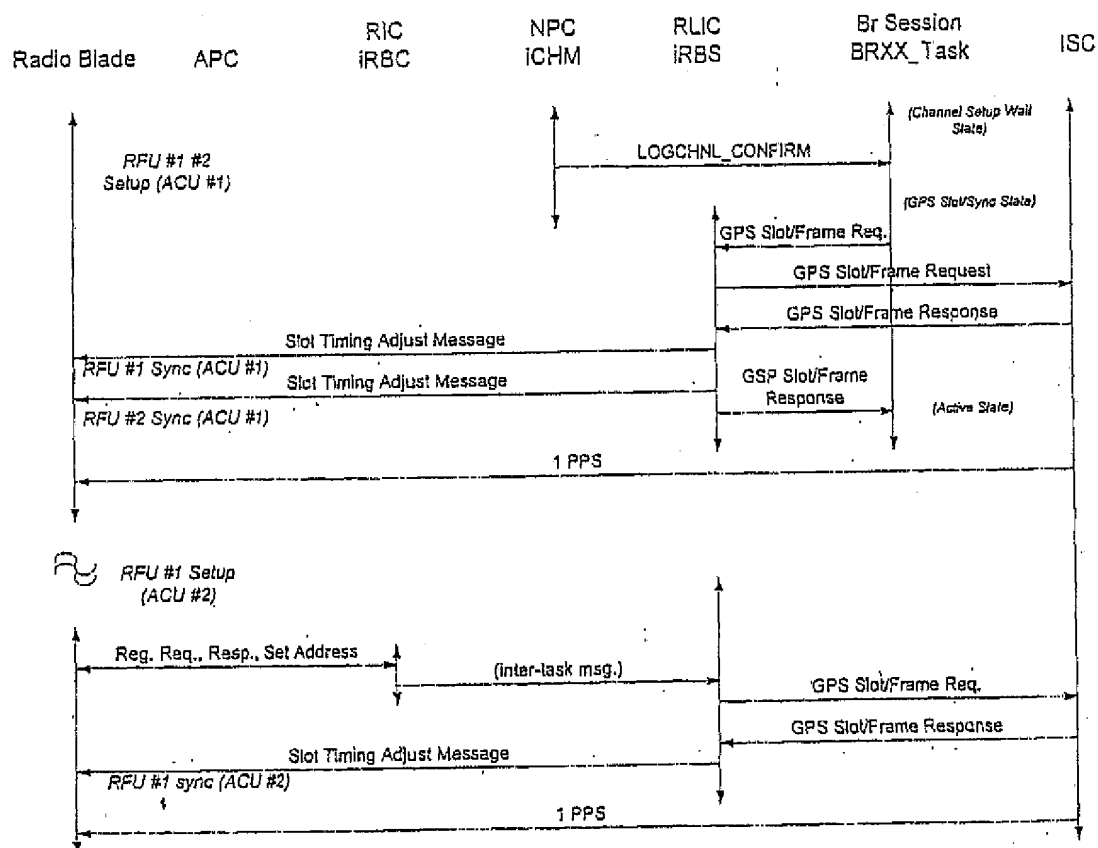 Radio Blade
APC
RIC
iRBC
NPC
iCHM
RLIC
iRBS
Br Session
BRXX_Task
ISC
(Channel Setup Wait
State)
RFU #1 #2
Setup (ACU #1)
LOGCHNL_CONFIRM
(GPS Slot/Sync State)
GPS Slot/Frame Req.
GPS Slot/Frame Request
GPS Slot/Frame Response
Slot Timing Adjust Message
RFU #1 Sync (ACU #1)
Slot Timing Adjust Message
GSP Slot/Frame
Response
RFU #2 Sync (ACU #1)
(Active State)
1 PPS
RFU #1 Setup
(ACU #2)
Reg. Req., Resp., Set Address
(inter-task msg.)
GPS Slot/Frame Req.
GPS Slot/Frame Response
Slot Timing Adjust Message
RFU #1 sync (ACU #2)
1 PPS